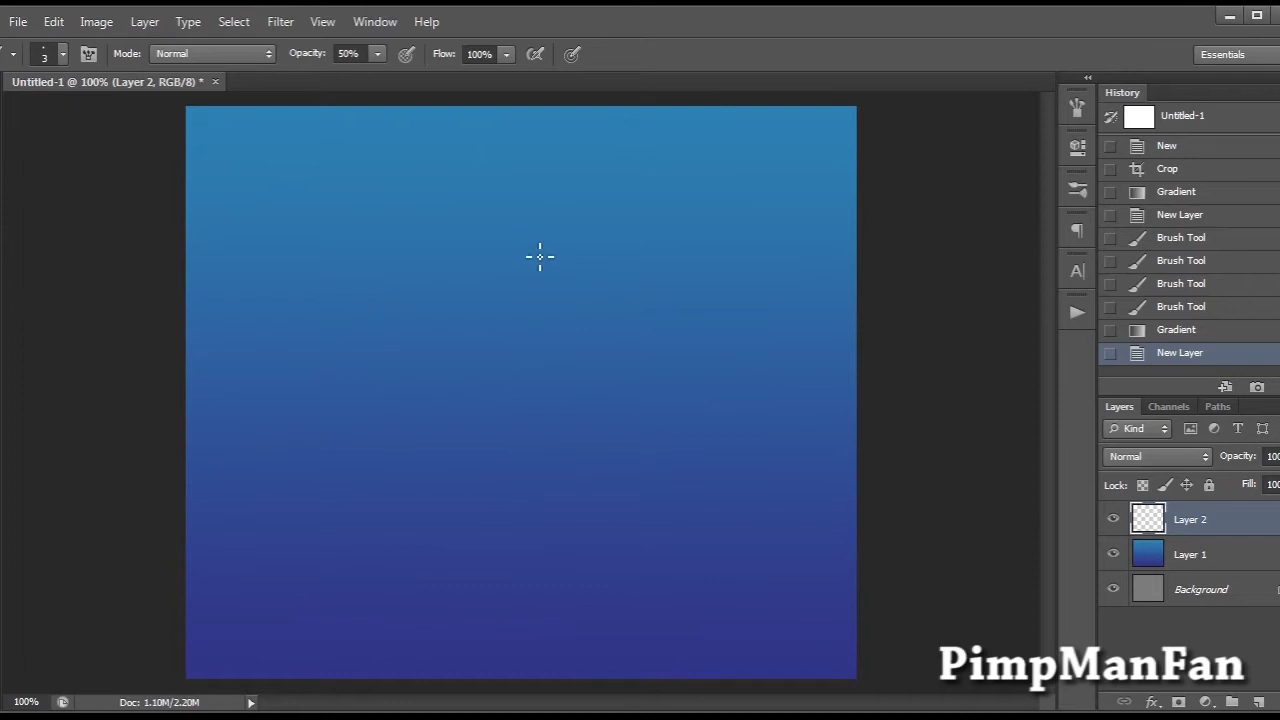 File Edit Image Layer Type Select Filter View Window Help
3 Mode: Normal Opacity: 50% Flow: 100% Essentials
Untitled-1 @ 100% (Layer 2, RGB/8) * ×
History
Untitled-1
New
Crop
Gradient
New Layer
Brush Tool
Brush Tool
Brush Tool
Brush Tool
Gradient
New Layer
Layers Channels Paths
Kind
Normal Opacity: 100
Lock: Fill: 100
Layer 2
Layer 1
Background
PimpManFan
100% Doc: 1.10M/2.20M